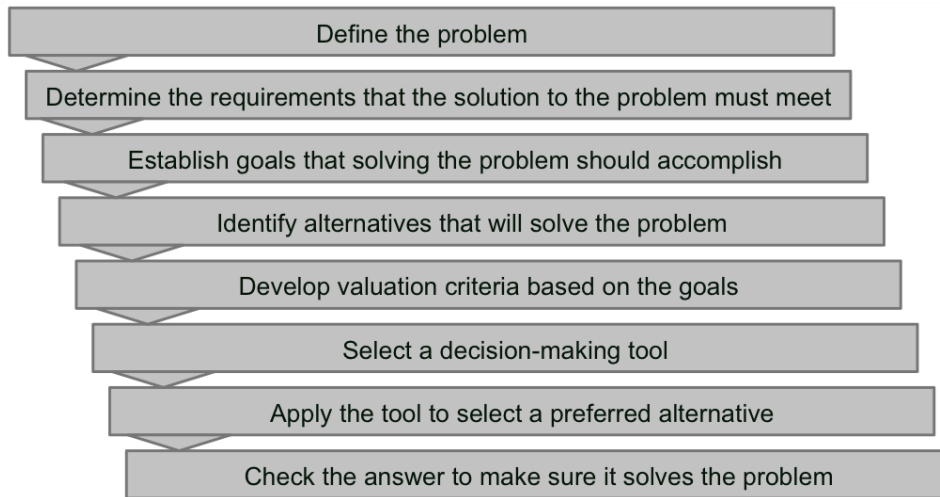 Define the problem
Determine the requirements that the solution to the problem must meet
Establish goals that solving the problem should accomplish
Identify alternatives that will solve the problem
Develop valuation criteria based on the goals
Select a decision-making tool
Apply the tool to select a preferred alternative
Check the answer to make sure it solves the problem